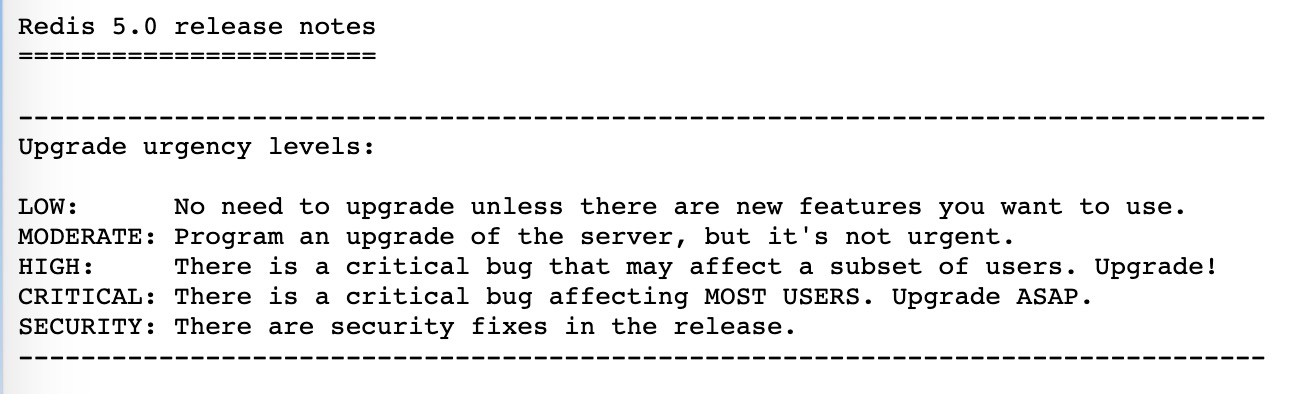 Redis 5.0 release notes
=======================
--------------------------------------------------------------------------------
Upgrade urgency levels:
LOW:      No need to upgrade unless there are new features you want to use.
MODERATE: Program an upgrade of the server, but it's not urgent.
HIGH:     There is a critical bug that may affect a subset of users. Upgrade!
CRITICAL: There is a critical bug affecting MOST USERS. Upgrade ASAP.
SECURITY: There are security fixes in the release.
--------------------------------------------------------------------------------